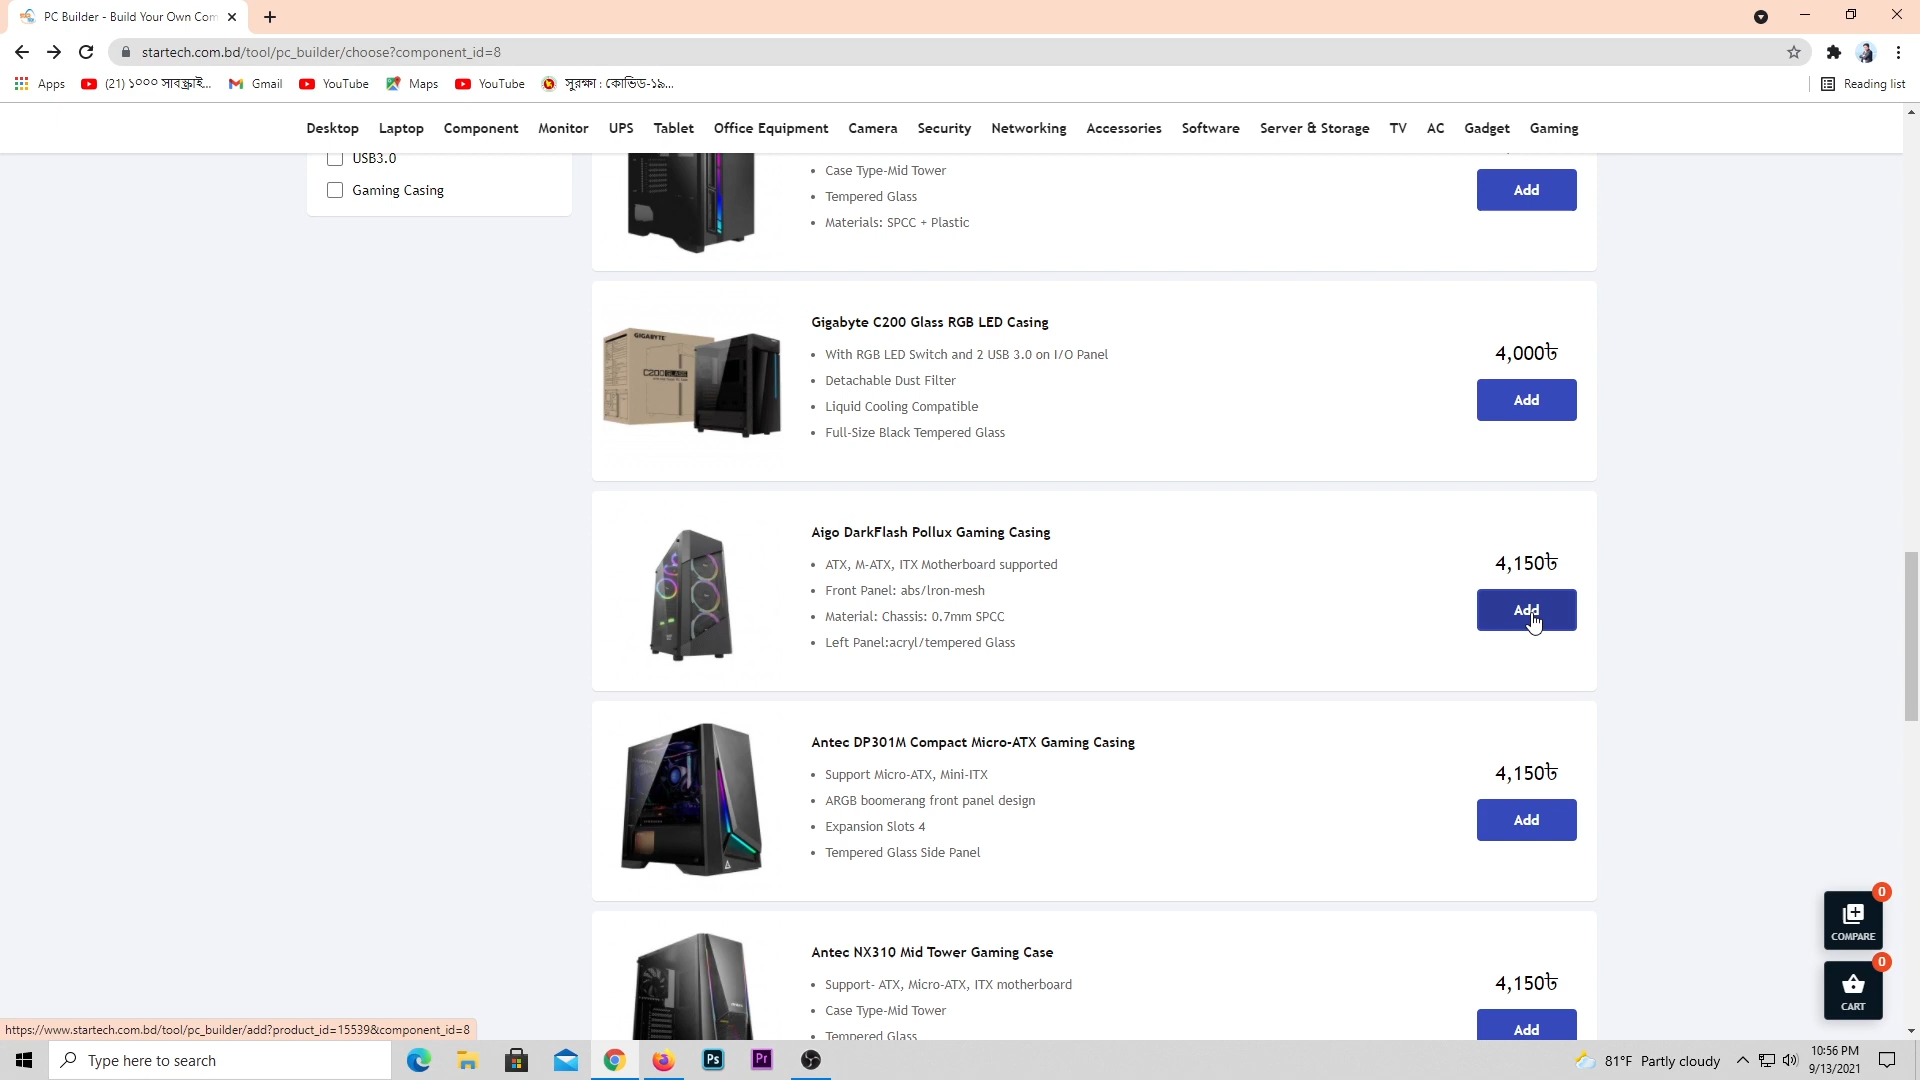 PC Builder - Build Your Own Com
startech.com.bd/tool/pc_builder/choose?component_id=8
Apps
(21) ১০০০ সাবস্ক্রাই...
Gmail
YouTube
Maps
YouTube
সুরক্ষা : কোভিড-১৯...
Reading list
Desktop Laptop Component Monitor UPS Tablet Office Equipment Camera Security Networking Accessories Software Server & Storage TV AC Gadget Gaming
USB3.0
Gaming Casing
Case Type-Mid Tower
Tempered Glass
Materials: SPCC + Plastic
Add
GIGABYTE
C200 GLASS
Gigabyte C200 Glass RGB LED Casing
With RGB LED Switch and 2 USB 3.0 on I/O Panel
Detachable Dust Filter
Liquid Cooling Compatible
Full-Size Black Tempered Glass
4,000৳
Add
Aigo DarkFlash Pollux Gaming Casing
ATX, M-ATX, ITX Motherboard supported
Front Panel: abs/lron-mesh
Material: Chassis: 0.7mm SPCC
Left Panel:acryl/tempered Glass
4,150৳
Add
Antec DP301M Compact Micro-ATX Gaming Casing
Support Micro-ATX, Mini-ITX
ARGB boomerang front panel design
Expansion Slots 4
Tempered Glass Side Panel
4,150৳
Add
Antec NX310 Mid Tower Gaming Case
Support- ATX, Micro-ATX, ITX motherboard
Case Type-Mid Tower
Tempered Glass
4,150৳
Add
0
COMPARE
0
CART
https://www.startech.com.bd/tool/pc_builder/add?product_id=15539&component_id=8
Type here to search
Ps
Pr
81°F Partly cloudy
10:56 PM
9/13/2021